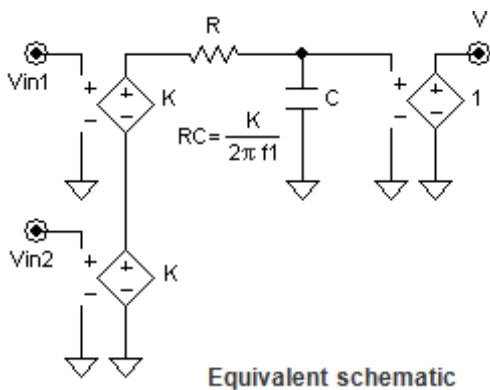 V
R
Vin1
+
−
+
−
K
C
+
−
+
−
1
RC= K / 2π f1
Vin2
+
−
+
−
K
Equivalent schematic